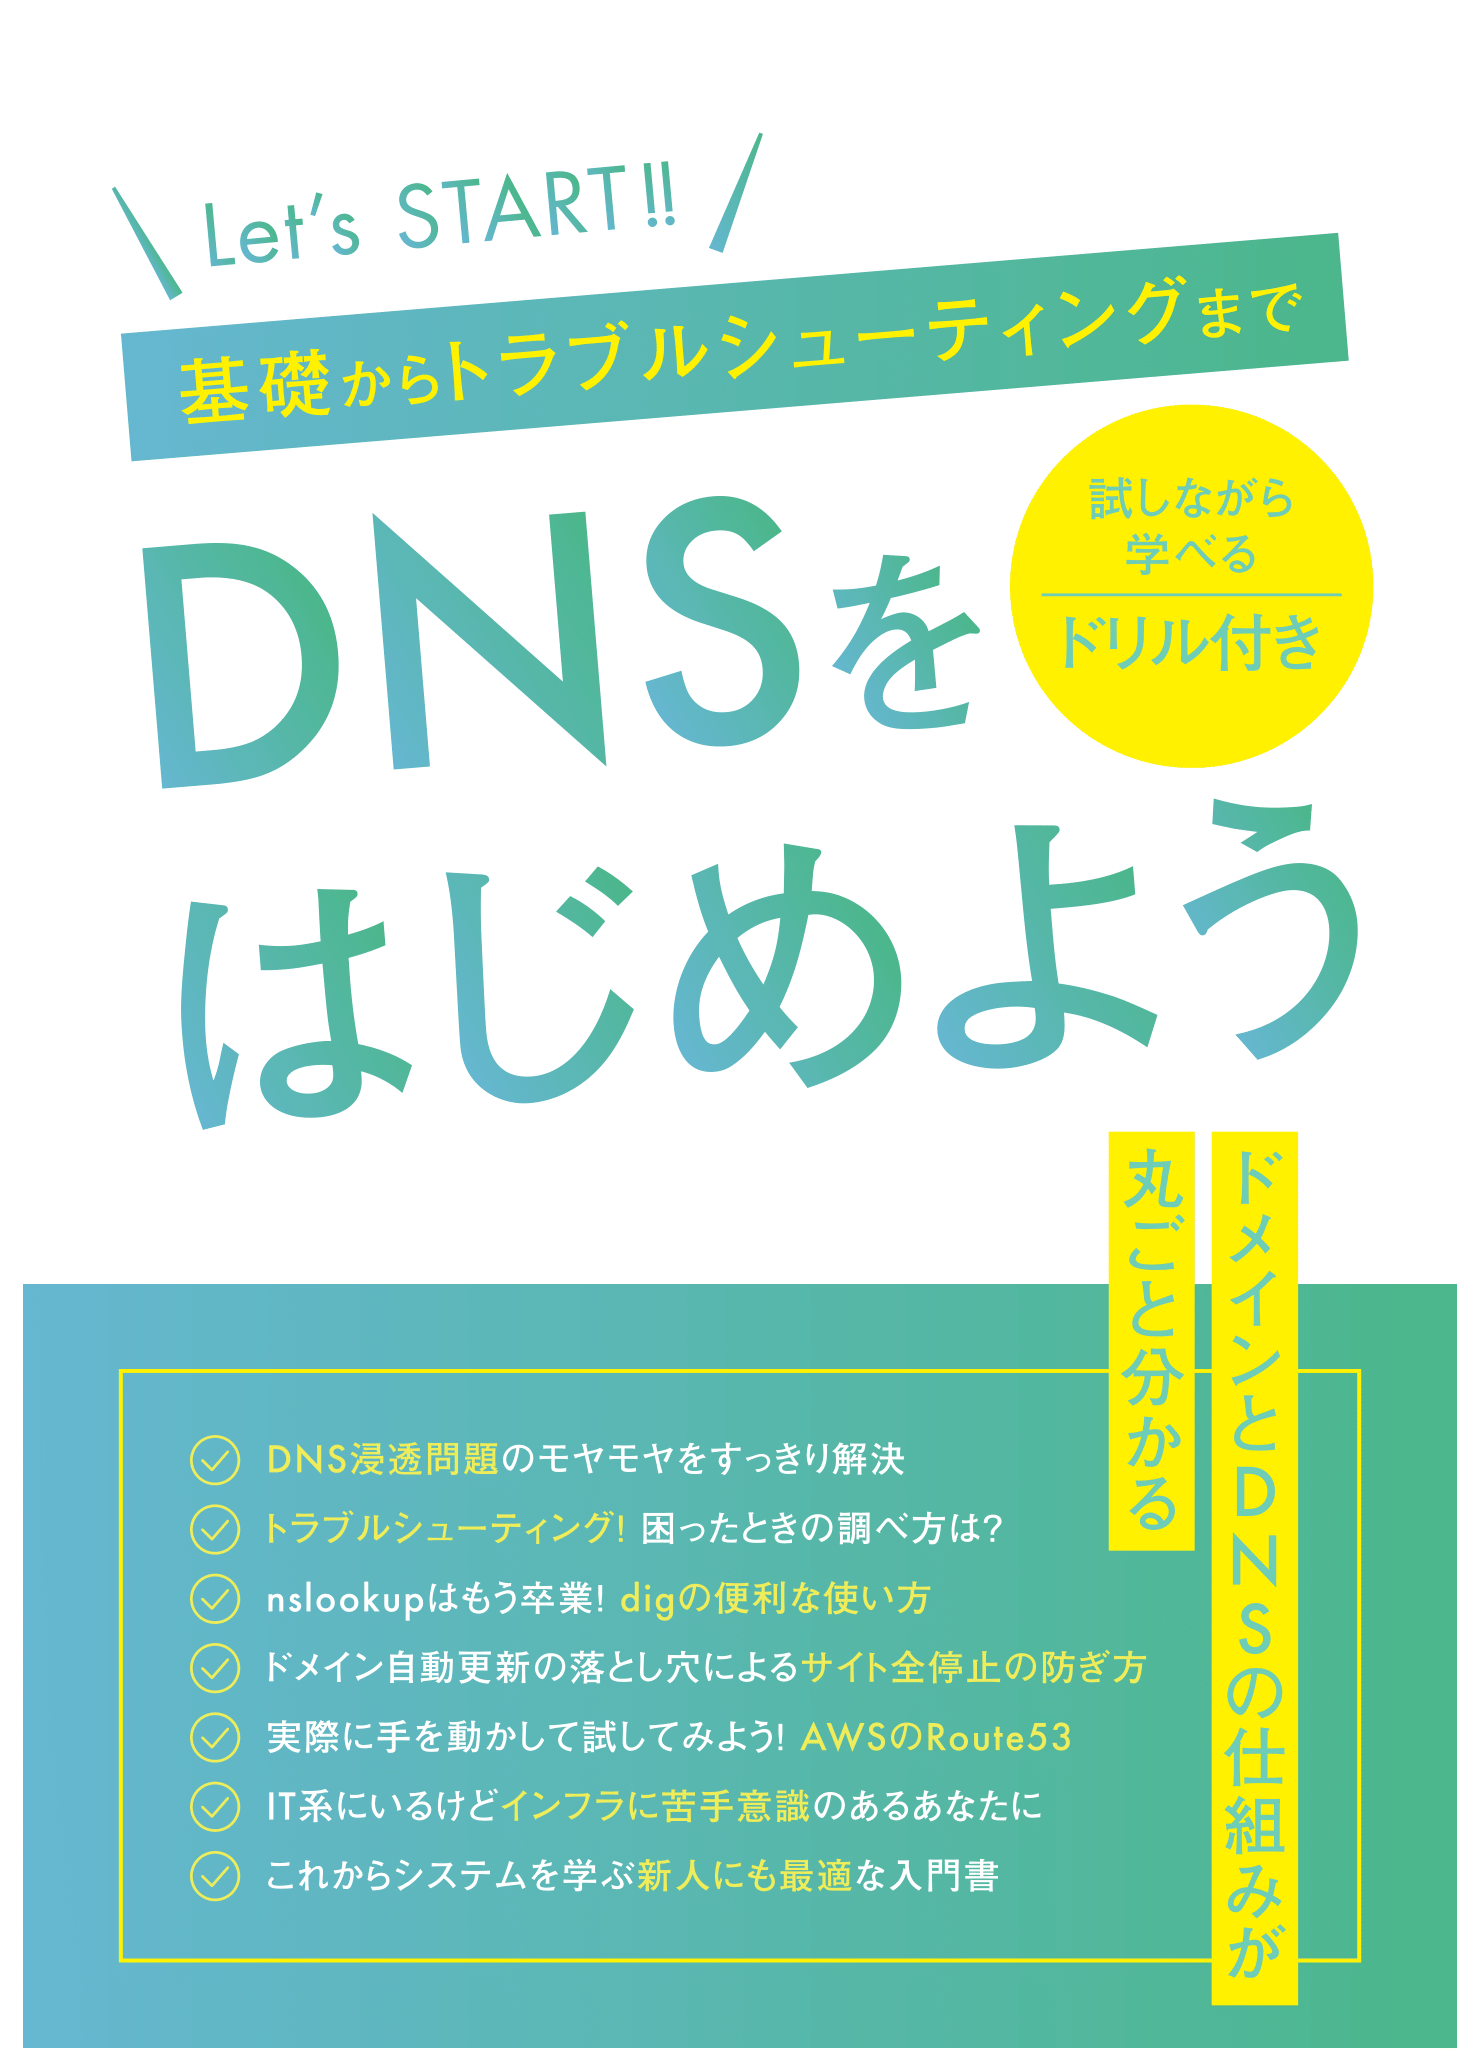 Let's START!!
基礎からトラブルシューティングまで
DNSを
はじめよう
試しながら
学べる
ドリル付き
ドメインとDNSの仕組みが
丸ごと分かる
DNS浸透問題のモヤモヤをすっきり解決
トラブルシューティング! 困ったときの調べ方は?
nslookupはもう卒業! digの便利な使い方
ドメイン自動更新の落とし穴によるサイト全停止の防ぎ方
実際に手を動かして試してみよう! AWSのRoute53
IT系にいるけどインフラに苦手意識のあるあなたに
これからシステムを学ぶ新人にも最適な入門書